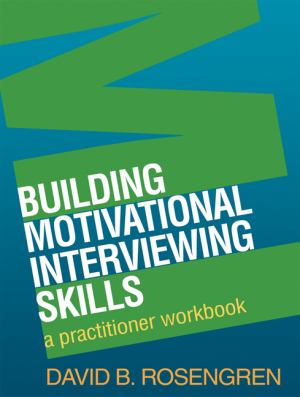 BUILDING
MOTIVATIONAL
INTERVIEWING
SKILLS
a practitioner workbook
DAVID B. ROSENGREN